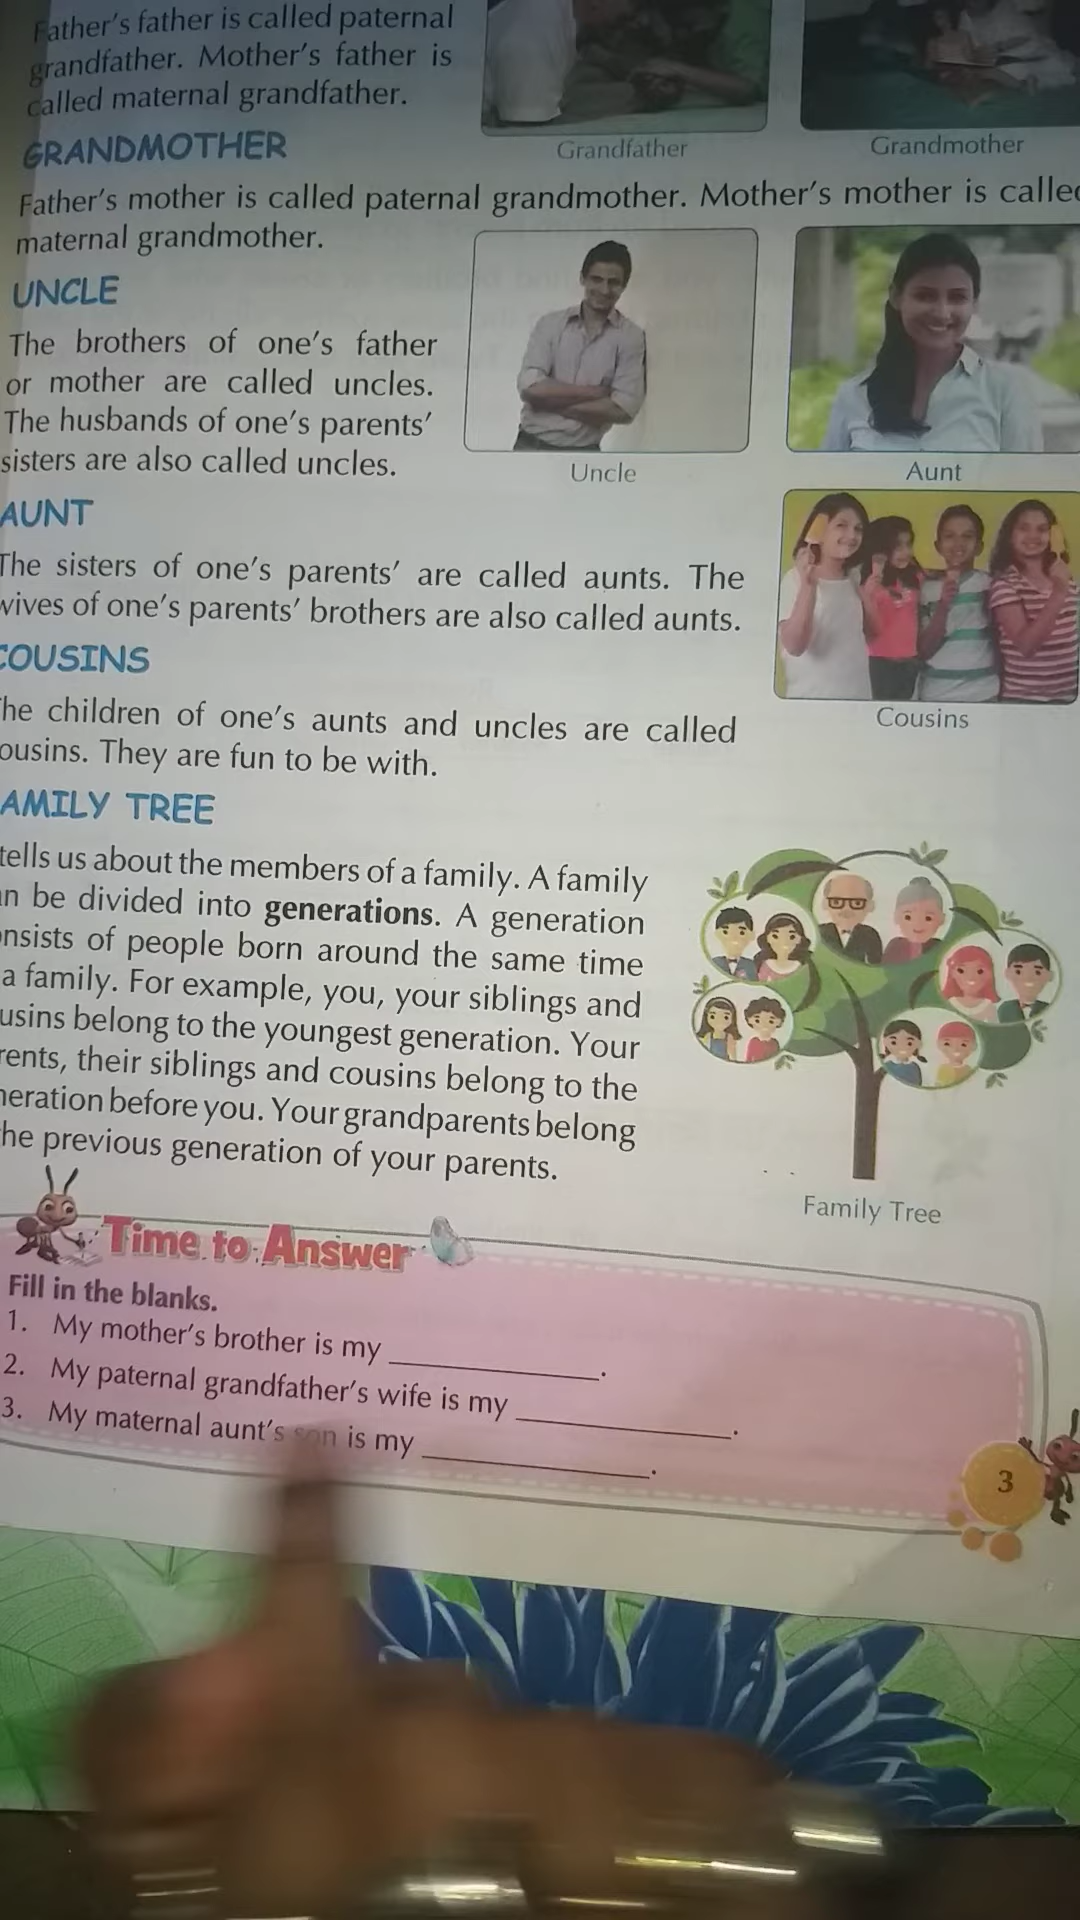 Father's father is called paternal
grandfather. Mother's father is
called maternal grandfather.
Grandfather
Grandmother
GRANDMOTHER
Father's mother is called paternal grandmother. Mother's mother is called
maternal grandmother.
UNCLE
The brothers of one's father
or mother are called uncles.
The husbands of one's parents'
sisters are also called uncles.
Uncle
Aunt
AUNT
The sisters of one's parents' are called aunts. The
wives of one's parents' brothers are also called aunts.
COUSINS
The children of one's aunts and uncles are called
ousins. They are fun to be with.
Cousins
AMILY TREE
tells us about the members of a family. A family
n be divided into generations. A generation
nsists of people born around the same time
a family. For example, you, your siblings and
usins belong to the youngest generation. Your
rents, their siblings and cousins belong to the
neration before you. Your grandparents belong
he previous generation of your parents.
Family Tree
Time to Answer
Fill in the blanks.
1. My mother's brother is my ____________.
2. My paternal grandfather's wife is my ____________.
3. My maternal aunt's son is my ____________.
3